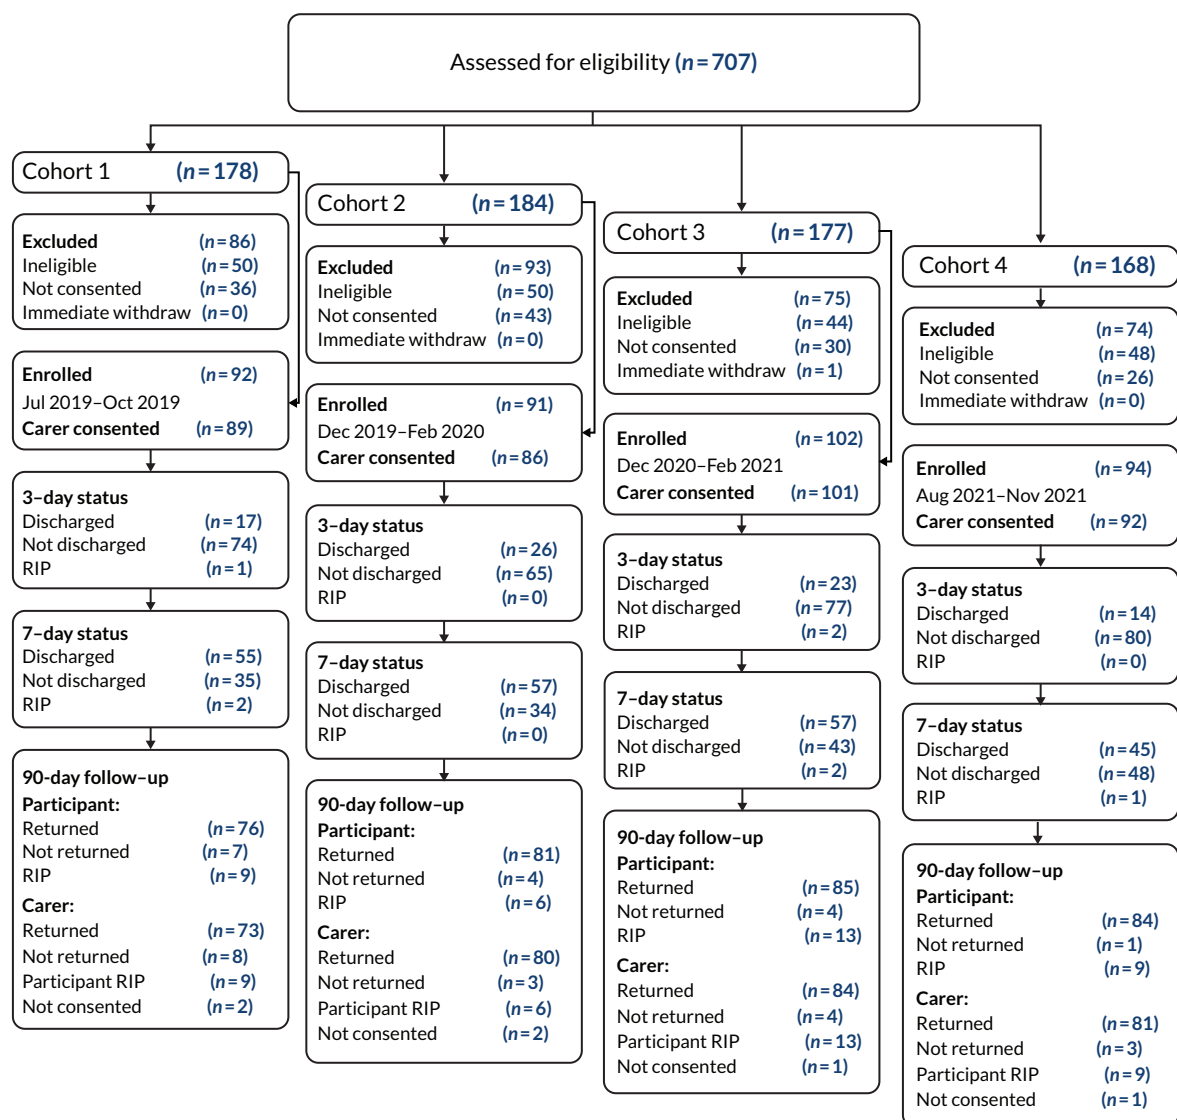 Assessed for eligibility (n=707)
Cohort 1 (n=178)
Excluded (n=86)
Ineligible (n=50)
Not consented (n=36)
Immediate withdraw (n=0)
Enrolled (n=92)
Jul 2019–Oct 2019
Carer consented (n=89)
3–day status
Discharged (n=17)
Not discharged (n=74)
RIP (n=1)
7–day status
Discharged (n=55)
Not discharged (n=35)
RIP (n=2)
90-day follow–up
Participant:
Returned (n=76)
Not returned (n=7)
RIP (n=9)
Carer:
Returned (n=73)
Not returned (n=8)
Participant RIP (n=9)
Not consented (n=2)
Cohort 2 (n=184)
Excluded (n=93)
Ineligible (n=50)
Not consented (n=43)
Immediate withdraw (n=0)
Enrolled (n=91)
Dec 2019–Feb 2020
Carer consented (n=86)
3–day status
Discharged (n=26)
Not discharged (n=65)
RIP (n=0)
7–day status
Discharged (n=57)
Not discharged (n=34)
RIP (n=0)
90-day follow–up
Participant:
Returned (n=81)
Not returned (n=4)
RIP (n=6)
Carer:
Returned (n=80)
Not returned (n=3)
Participant RIP (n=6)
Not consented (n=2)
Cohort 3 (n=177)
Excluded (n=75)
Ineligible (n=44)
Not consented (n=30)
Immediate withdraw (n=1)
Enrolled (n=102)
Dec 2020–Feb 2021
Carer consented (n=101)
3–day status
Discharged (n=23)
Not discharged (n=77)
RIP (n=2)
7–day status
Discharged (n=57)
Not discharged (n=43)
RIP (n=2)
90-day follow–up
Participant:
Returned (n=85)
Not returned (n=4)
RIP (n=13)
Carer:
Returned (n=84)
Not returned (n=4)
Participant RIP (n=13)
Not consented (n=1)
Cohort 4 (n=168)
Excluded (n=74)
Ineligible (n=48)
Not consented (n=26)
Immediate withdraw (n=0)
Enrolled (n=94)
Aug 2021–Nov 2021
Carer consented (n=92)
3–day status
Discharged (n=14)
Not discharged (n=80)
RIP (n=0)
7–day status
Discharged (n=45)
Not discharged (n=48)
RIP (n=1)
90-day follow–up
Participant:
Returned (n=84)
Not returned (n=1)
RIP (n=9)
Carer:
Returned (n=81)
Not returned (n=3)
Participant RIP (n=9)
Not consented (n=1)